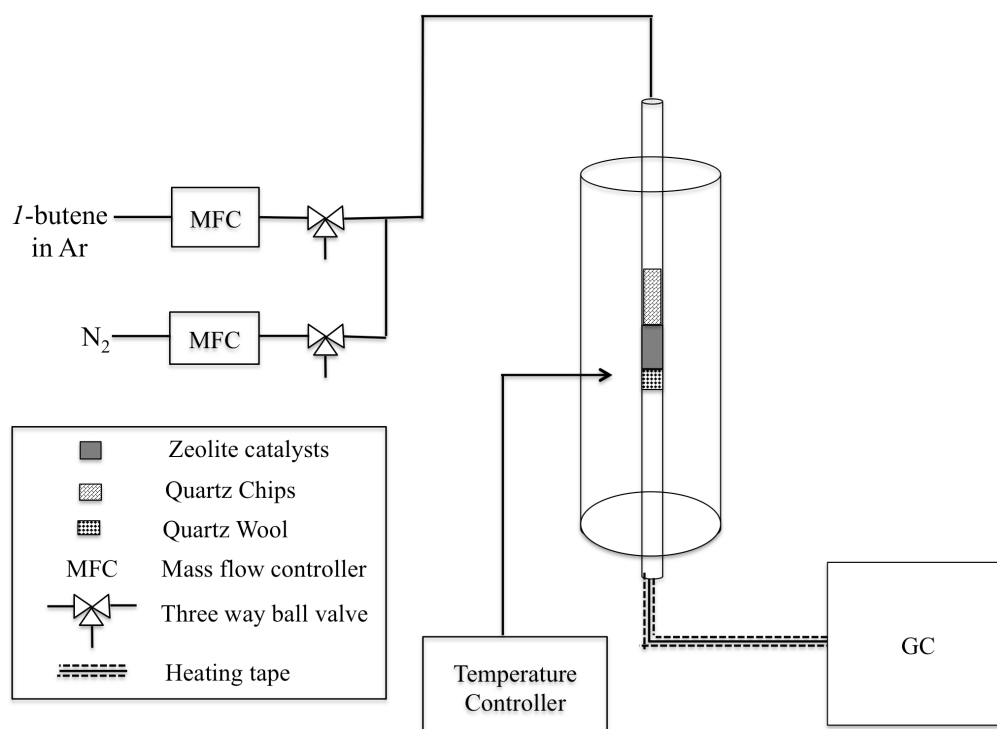 1-butene
in Ar
MFC
N2
MFC
Zeolite catalysts
Quartz Chips
Quartz Wool
MFC Mass flow controller
Three way ball valve
Heating tape
Temperature
Controller
GC